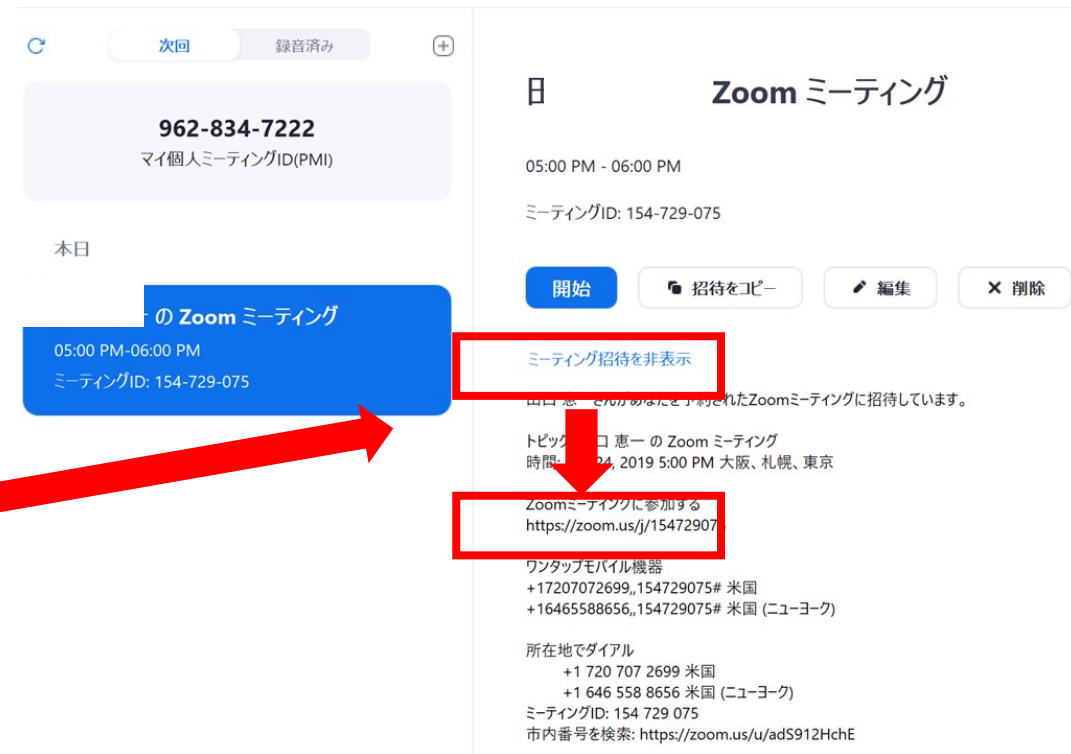 次回
録音済み
962-834-7222
マイ個人ミーティングID(PMI)
本日
の Zoom ミーティング
05:00 PM-06:00 PM
ミーティングID: 154-729-075
日 Zoom ミーティング
05:00 PM - 06:00 PM
ミーティングID: 154-729-075
開始
招待をコピー
編集
削除
ミーティング招待を非表示
さんがあなたを予約されたZoomミーティングに招待しています。
トピック 口 恵一 の Zoom ミーティング
時間: 24, 2019 5:00 PM 大阪、札幌、東京
Zoomミーティングに参加する
https://zoom.us/j/154729075
ワンタップモバイル機器
+17207072699,,154729075# 米国
+16465588656,,154729075# 米国 (ニューヨーク)
所在地でダイアル
+1 720 707 2699 米国
+1 646 558 8656 米国 (ニューヨーク)
ミーティングID: 154 729 075
市内番号を検索: https://zoom.us/u/adS912HchE